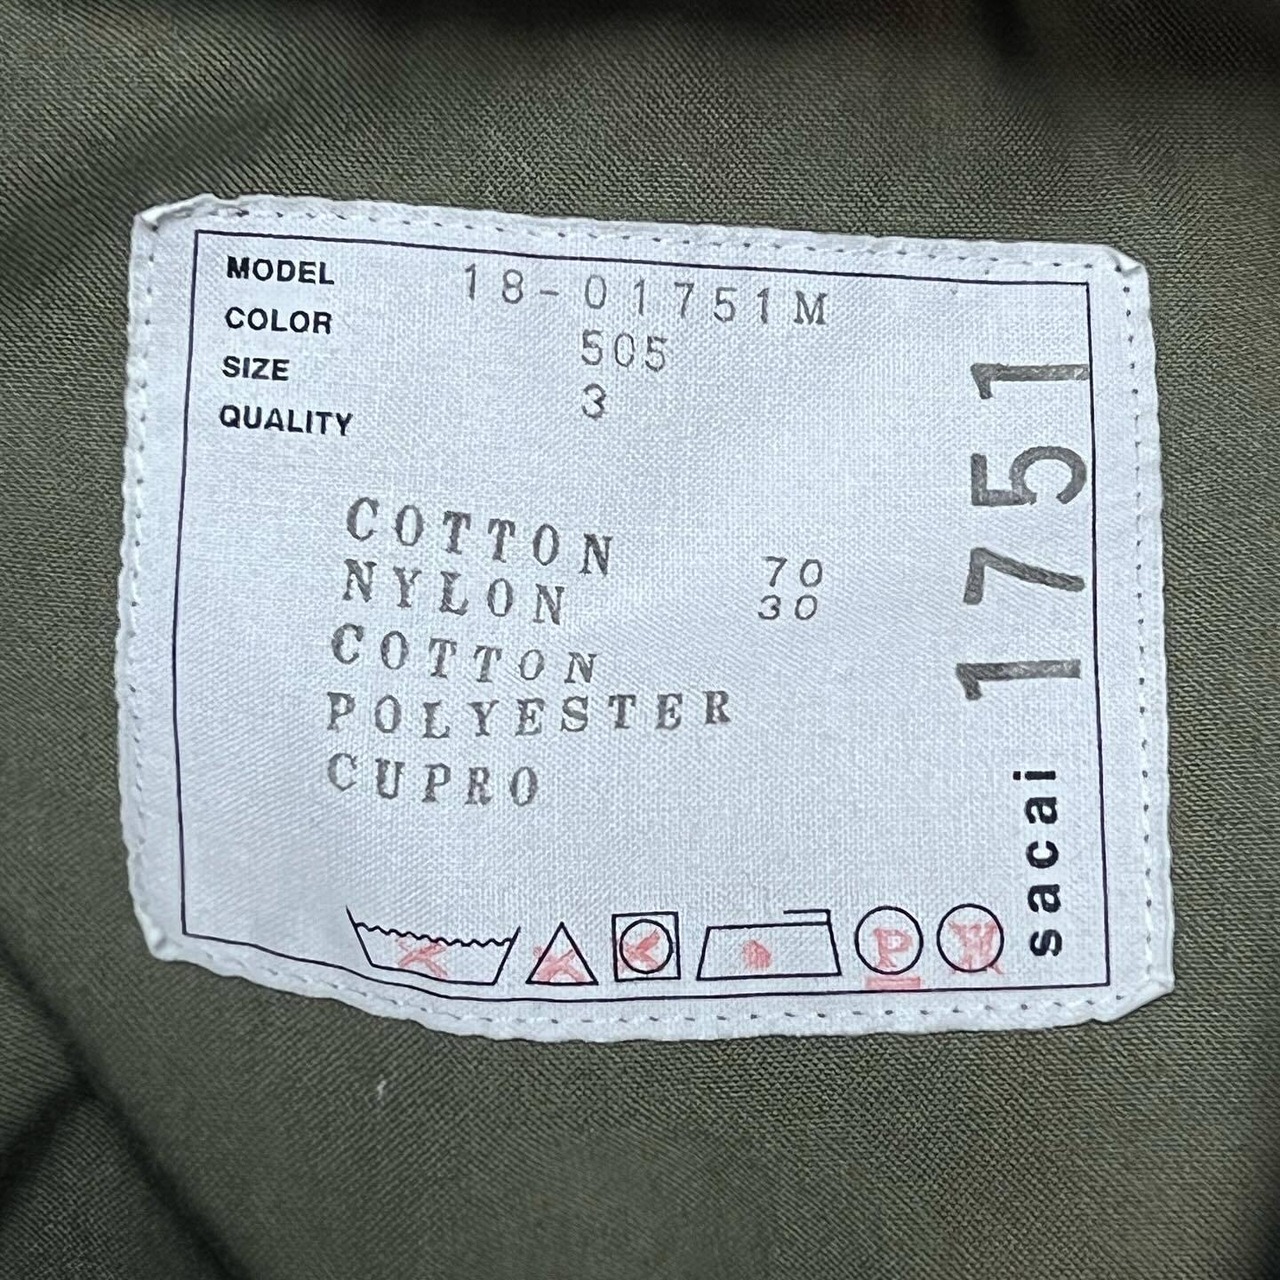 MODEL 18-01751M
COLOR 505
SIZE 3
QUALITY
COTTON 70
NYLON 30
COTTON
POLYESTER
CUPRO
P
W
sacai 1751